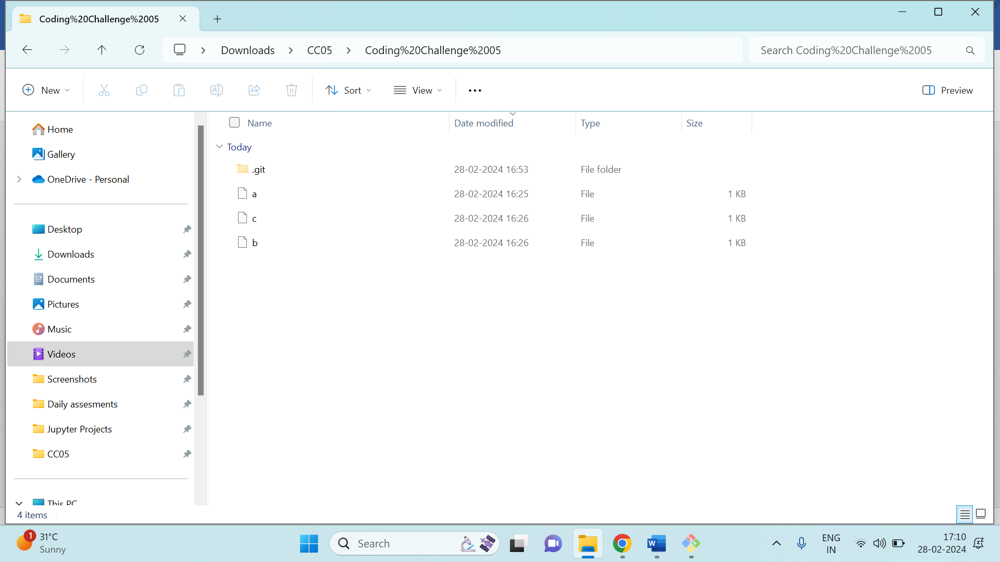 Coding%20Challenge%2005
Downloads > CC05 > Coding%20Challenge%2005
Search Coding%20Challenge%2005
New
Sort
View
Preview
Home
Gallery
OneDrive - Personal
Desktop
Downloads
Documents
Pictures
Music
Videos
Screenshots
Daily assesments
Jupyter Projects
CC05
This PC
Name Date modified Type Size
Today
.git 28-02-2024 16:53 File folder
a 28-02-2024 16:25 File 1 KB
c 28-02-2024 16:26 File 1 KB
b 28-02-2024 16:26 File 1 KB
4 items
1
31°C
Sunny
Search
W
ENG
IN
17:10
28-02-2024